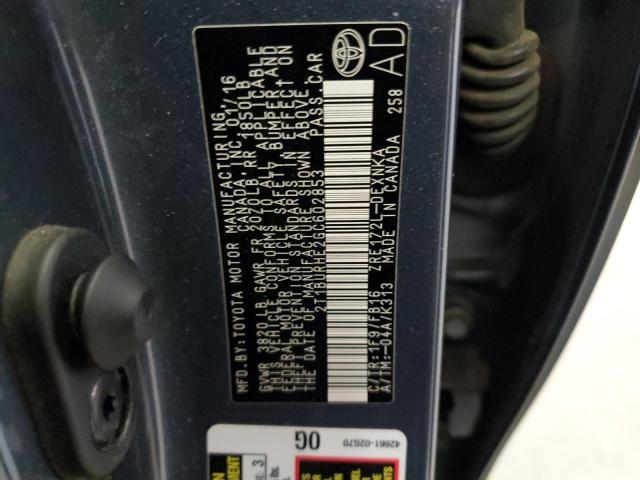 MFD.BY:TOYOTA MOTOR MANUFACTURING
CANADA,INC. 01/16
GVWR 3820LB GAWR FR 2070LB RR 1850LB
THIS VEHICLE CONFORMS TO ALL APPLICABLE
FEDERAL MOTOR VEHICLE SAFETY BUMPER AND
THEFT PREVENTION STANDARDS IN EFFECT ON
THE DATE OF MANUFACTURE SHOWN ABOVE.
2T1BURHE2GC602853 PASS.CAR
C/TR:1F9/FB16 ZRE172L-DEXNKA
A/TM:-04A/K313 MADE IN CANADA 258
AD
42661-02G70
0G